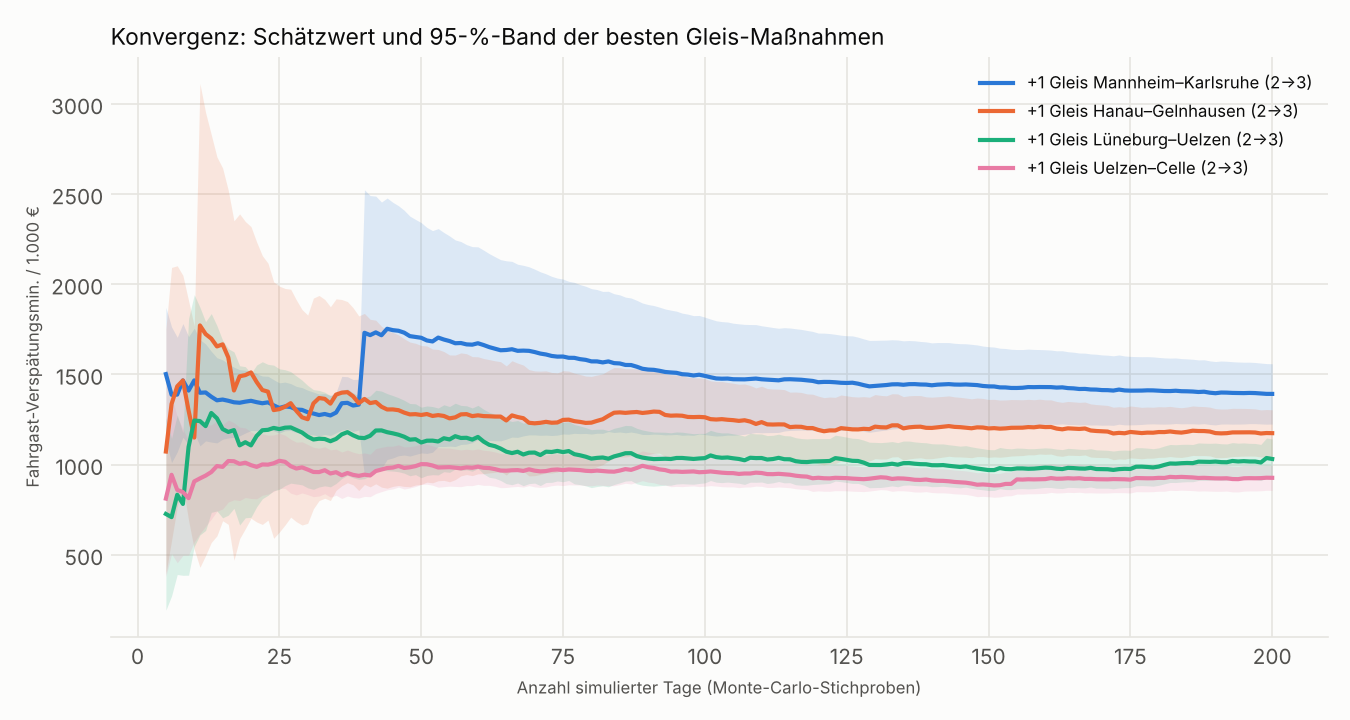 Konvergenz: Schätzwert und 95-%-Band der besten Gleis-Maßnahmen
+1 Gleis Mannheim–Karlsruhe (2→3)
+1 Gleis Hanau–Gelnhausen (2→3)
+1 Gleis Lüneburg–Uelzen (2→3)
+1 Gleis Uelzen–Celle (2→3)
Fahrgast-Verspätungsmin. / 1.000 €
3000
2500
2000
1500
1000
500
0 25 50 75 100 125 150 175 200
Anzahl simulierter Tage (Monte-Carlo-Stichproben)